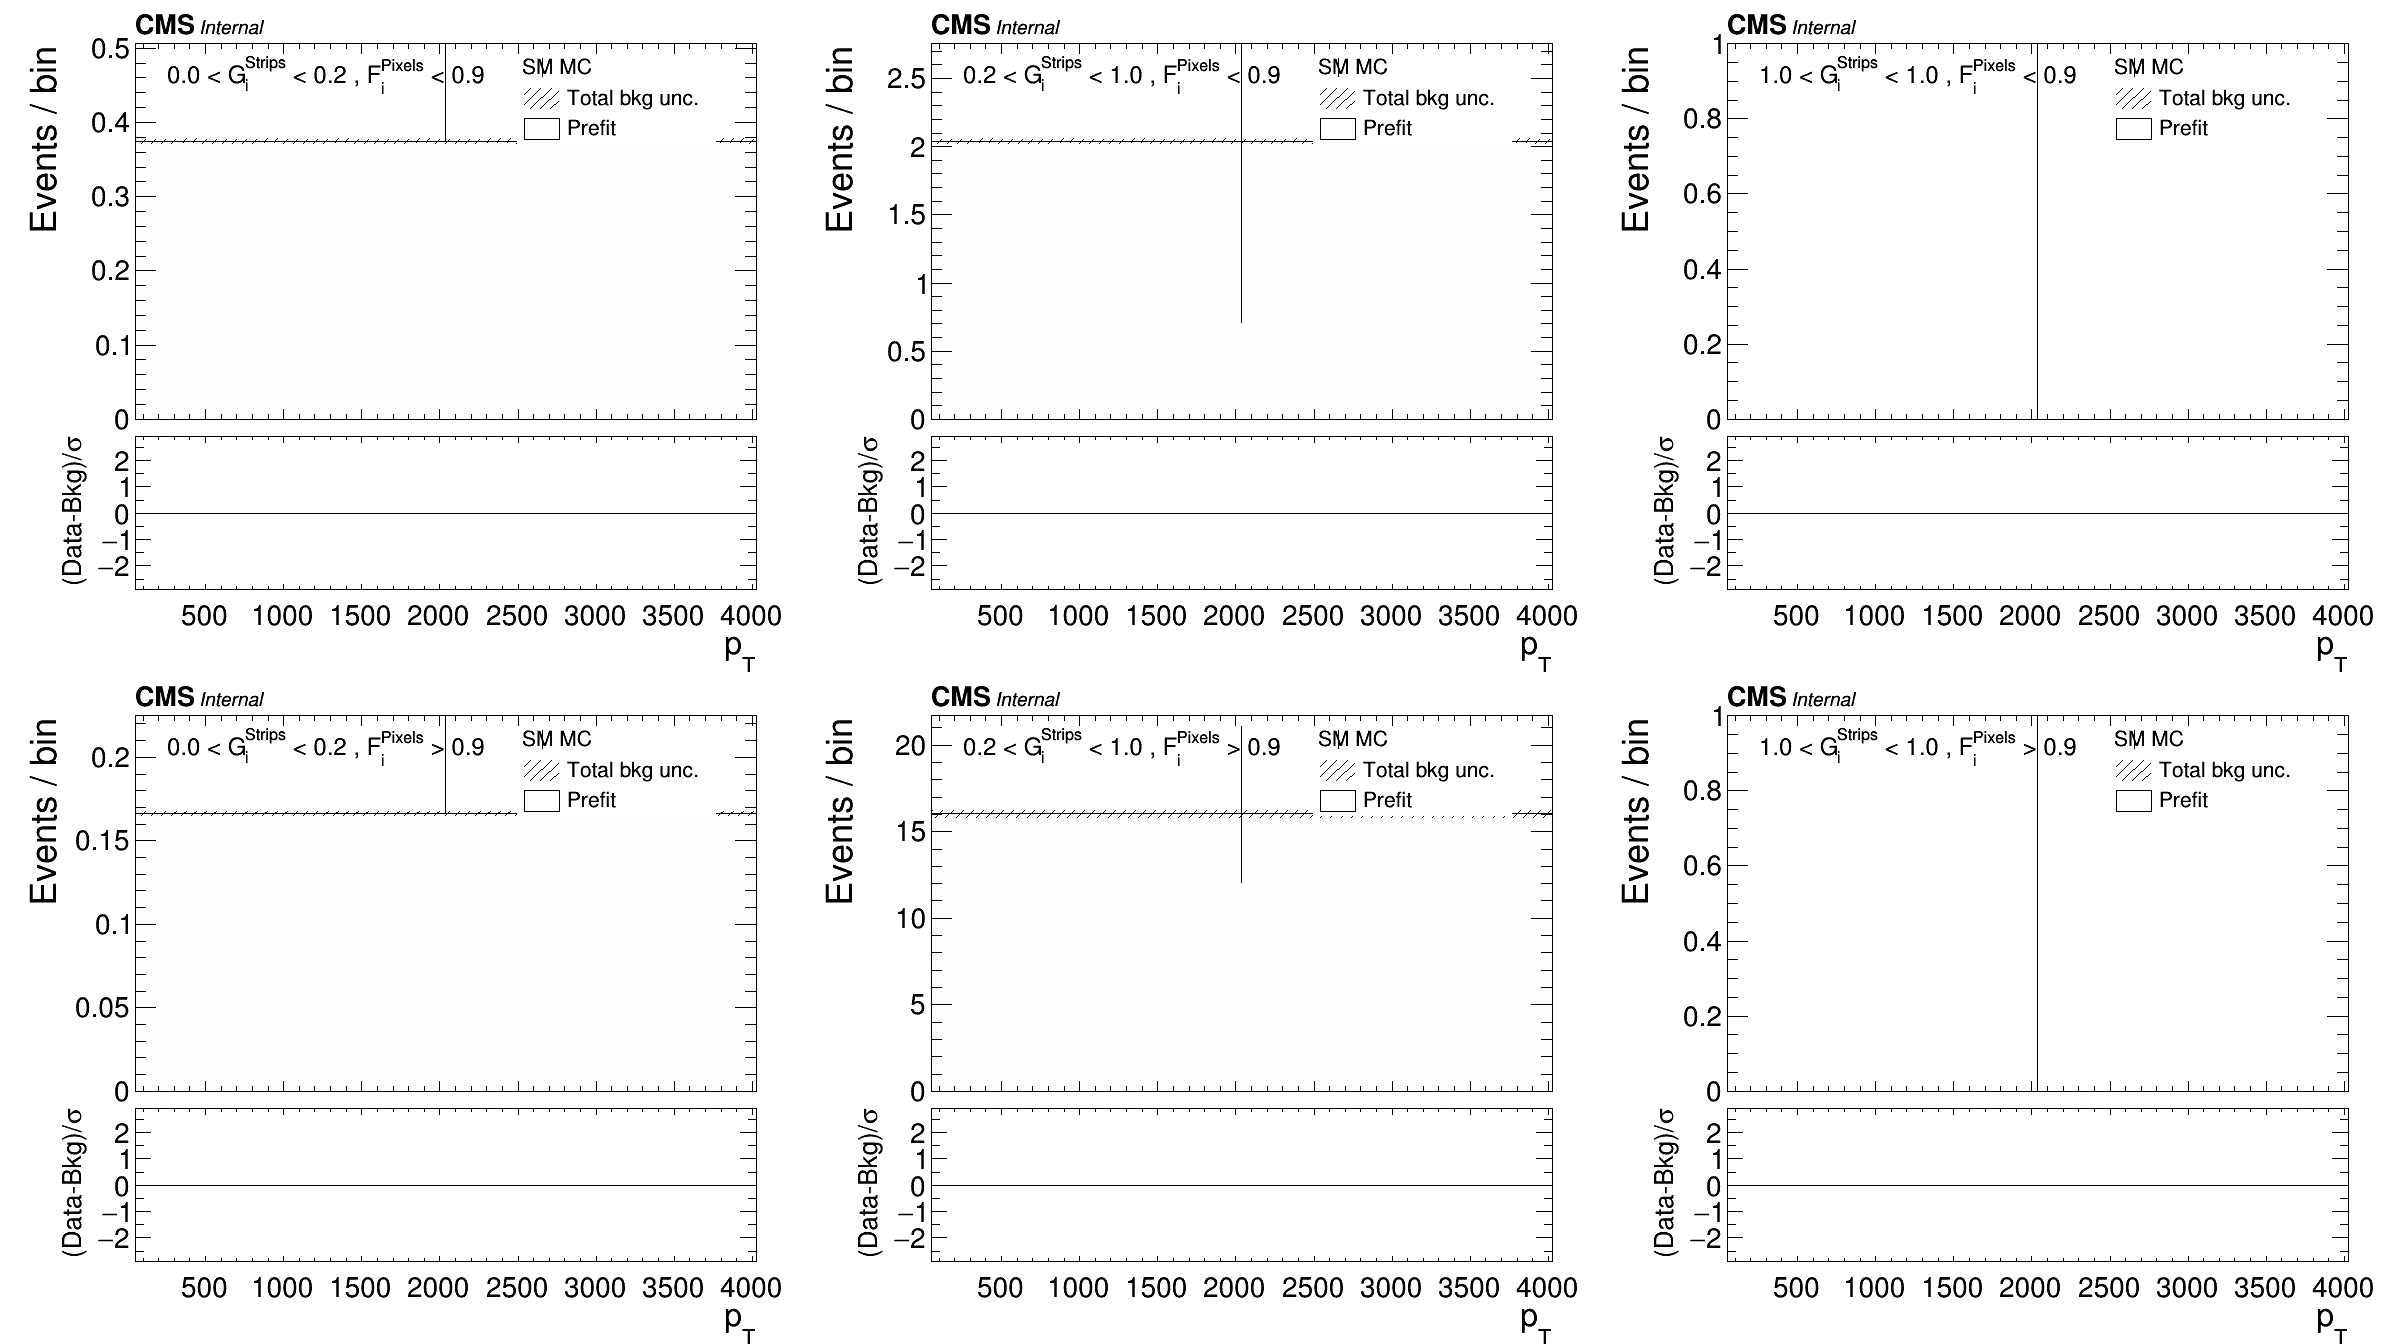 CMS Internal
Events / bin
0.0 < G_i^Strips < 0.2 , F_i^Pixels < 0.9
SM MC
Total bkg unc.
Prefit
0.5
0.4
0.3
0.2
0.1
0
(Data-Bkg)/σ
2
1
0
−1
−2
500 1000 1500 2000 2500 3000 3500 4000
p_T
CMS Internal
Events / bin
0.2 < G_i^Strips < 1.0 , F_i^Pixels < 0.9
SM MC
Total bkg unc.
Prefit
2.5
2
1.5
1
0.5
0
(Data-Bkg)/σ
2
1
0
−1
−2
500 1000 1500 2000 2500 3000 3500 4000
p_T
CMS Internal
Events / bin
1.0 < G_i^Strips < 1.0 , F_i^Pixels < 0.9
SM MC
Total bkg unc.
Prefit
1
0.8
0.6
0.4
0.2
0
(Data-Bkg)/σ
2
1
0
−1
−2
500 1000 1500 2000 2500 3000 3500 4000
p_T
CMS Internal
Events / bin
0.0 < G_i^Strips < 0.2 , F_i^Pixels > 0.9
SM MC
Total bkg unc.
Prefit
0.2
0.15
0.1
0.05
0
(Data-Bkg)/σ
2
1
0
−1
−2
500 1000 1500 2000 2500 3000 3500 4000
p_T
CMS Internal
Events / bin
0.2 < G_i^Strips < 1.0 , F_i^Pixels > 0.9
SM MC
Total bkg unc.
Prefit
20
15
10
5
0
(Data-Bkg)/σ
2
1
0
−1
−2
500 1000 1500 2000 2500 3000 3500 4000
p_T
CMS Internal
Events / bin
1.0 < G_i^Strips < 1.0 , F_i^Pixels > 0.9
SM MC
Total bkg unc.
Prefit
1
0.8
0.6
0.4
0.2
0
(Data-Bkg)/σ
2
1
0
−1
−2
500 1000 1500 2000 2500 3000 3500 4000
p_T